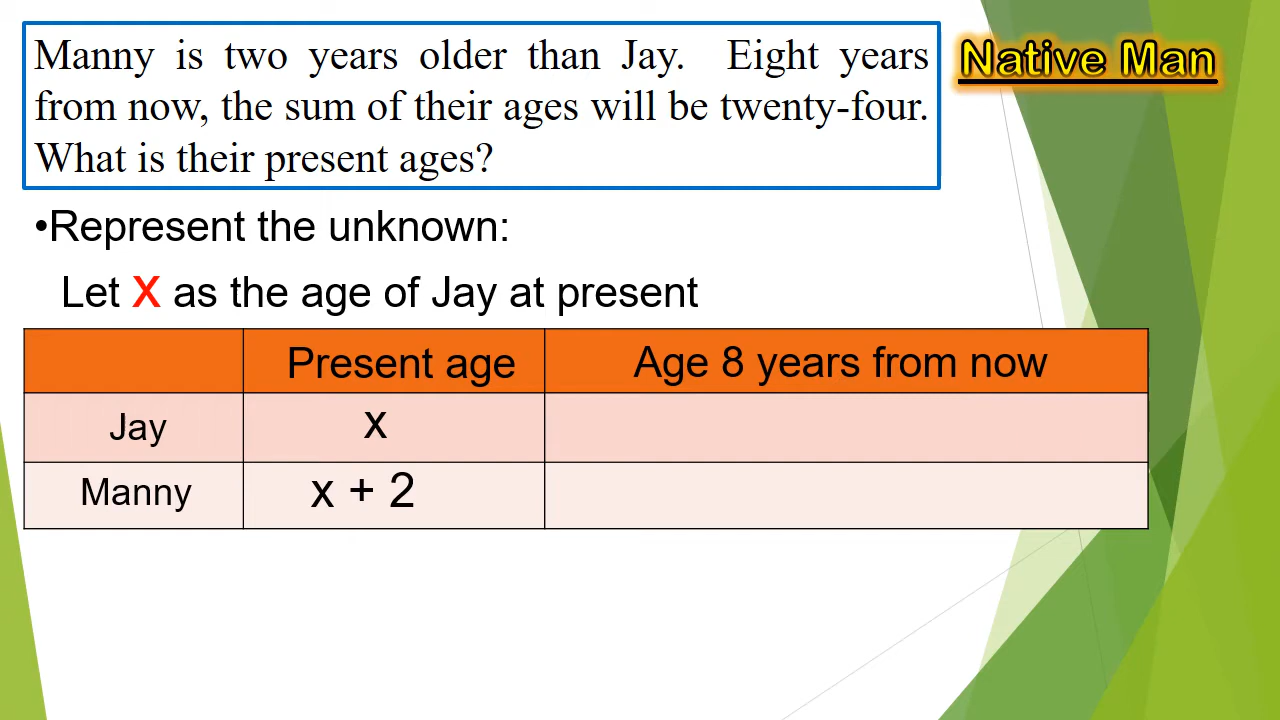 Manny is two years older than Jay. Eight years
from now, the sum of their ages will be twenty-four.
What is their present ages?
Native Man
•Represent the unknown:
Let x as the age of Jay at present
Present age Age 8 years from now
Jay x
Manny x + 2